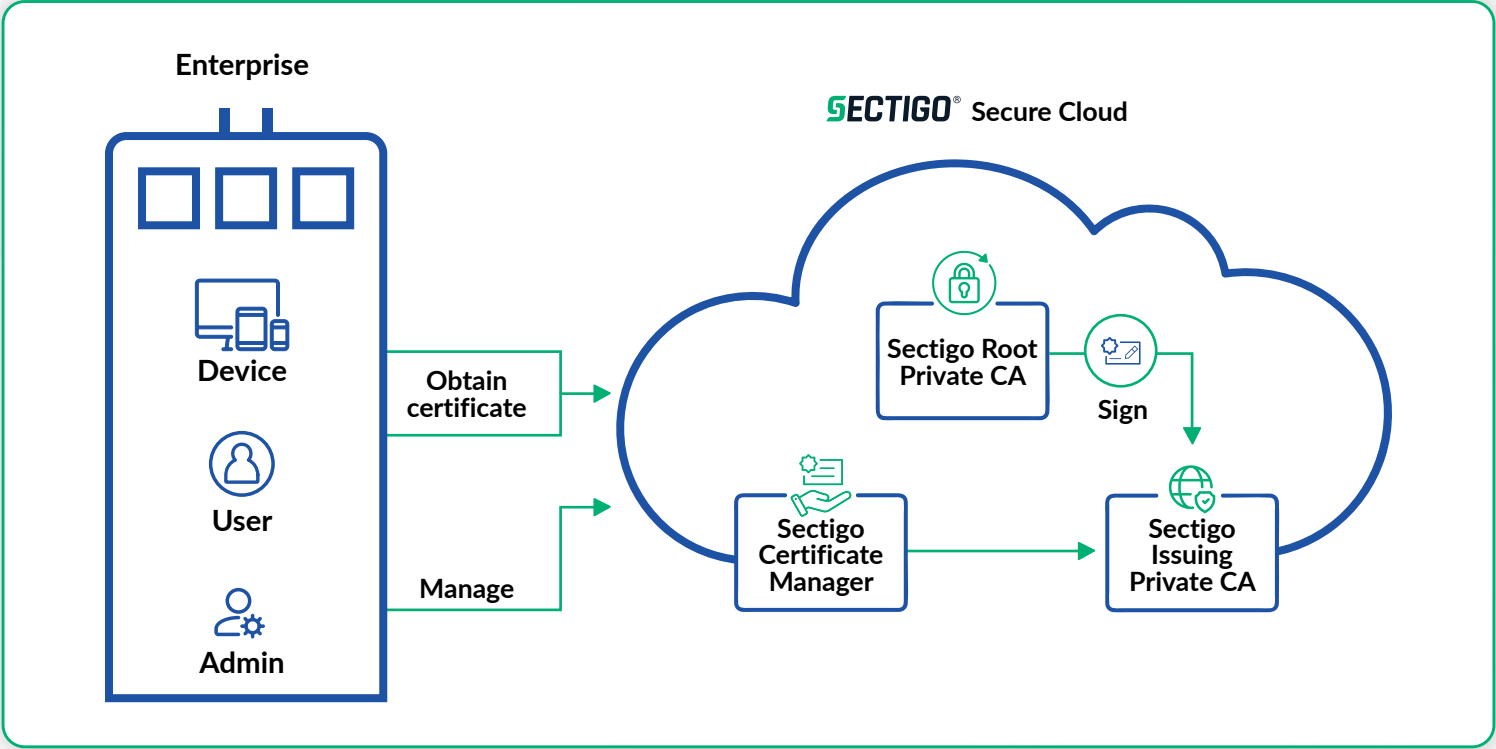 Enterprise
SECTIGO® Secure Cloud
Device
User
Admin
Obtain
certificate
Manage
Sectigo Root
Private CA
Sign
Sectigo
Certificate
Manager
Sectigo
Issuing
Private CA